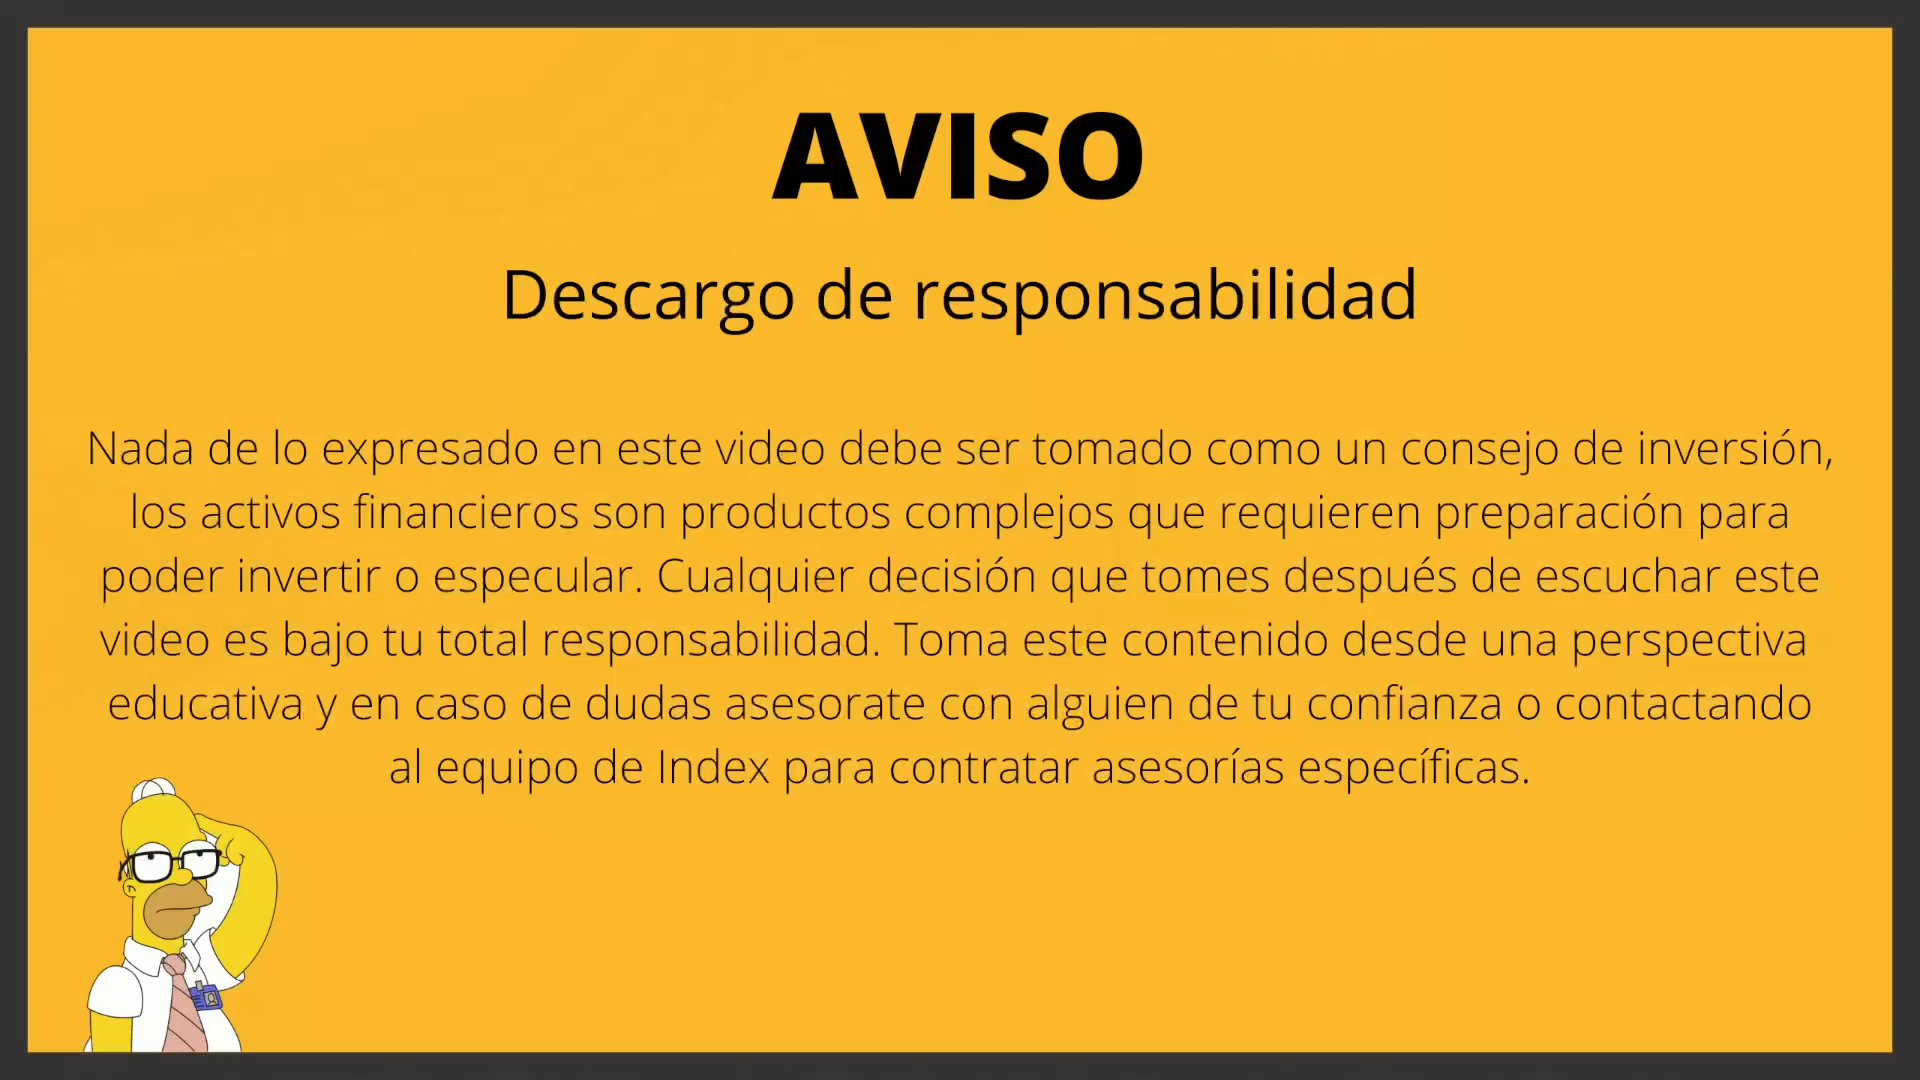 AVISO
Descargo de responsabilidad
Nada de lo expresado en este video debe ser tomado como un consejo de inversión,
los activos financieros son productos complejos que requieren preparación para
poder invertir o especular. Cualquier decisión que tomes después de escuchar este
video es bajo tu total responsabilidad. Toma este contenido desde una perspectiva
educativa y en caso de dudas asesorate con alguien de tu confianza o contactando
al equipo de Index para contratar asesorías específicas.